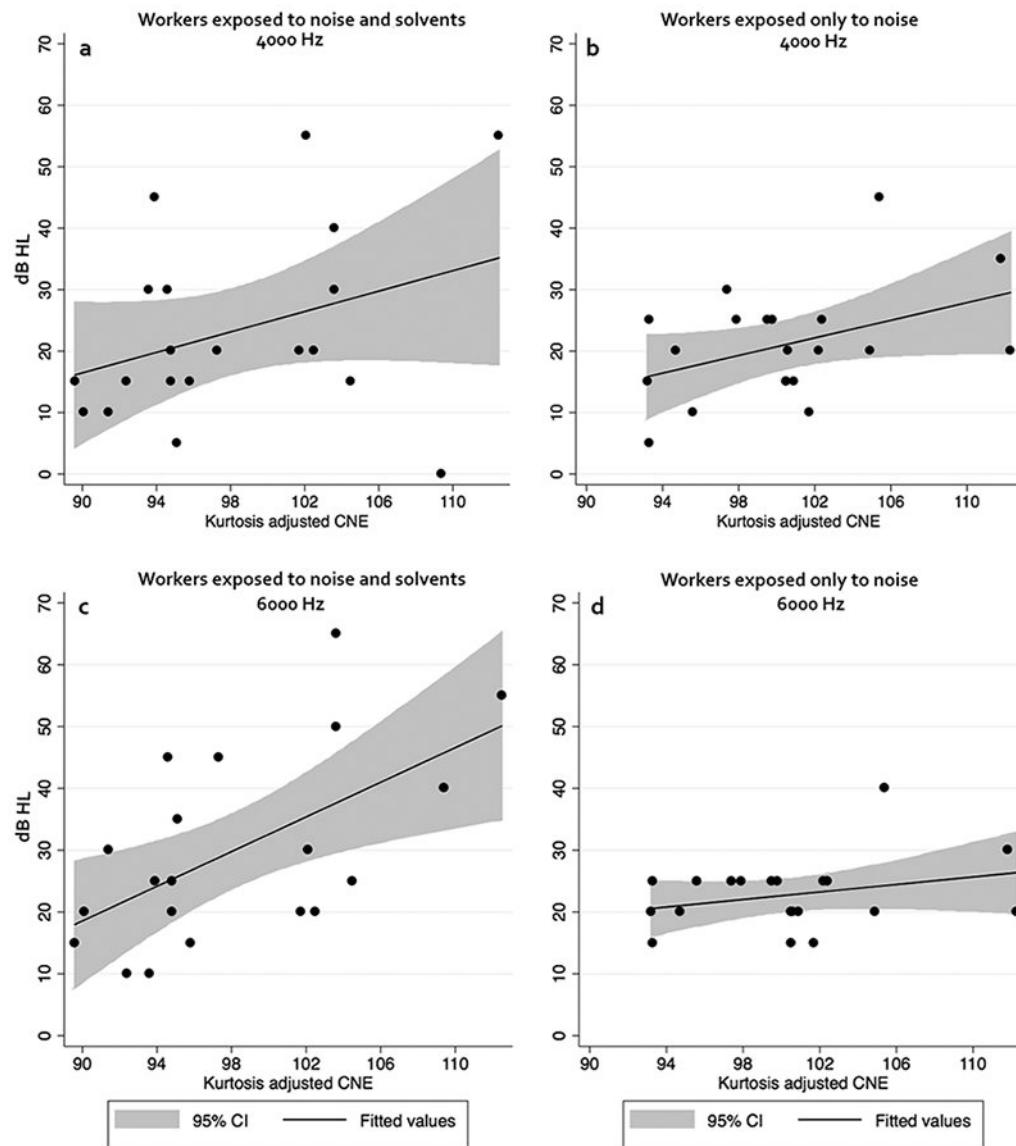 Workers exposed to noise and solvents
4000 Hz
a
70
60
50
40
30
20
10
0
dB HL
90 94 98 102 106 110
Kurtosis adjusted CNE
Workers exposed only to noise
4000 Hz
b
70
60
50
40
30
20
10
0
90 94 98 102 106 110
Kurtosis adjusted CNE
Workers exposed to noise and solvents
6000 Hz
c
70
60
50
40
30
20
10
0
dB HL
90 94 98 102 106 110
Kurtosis adjusted CNE
Workers exposed only to noise
6000 Hz
d
70
60
50
40
30
20
10
0
90 94 98 102 106 110
Kurtosis adjusted CNE
95% CI Fitted values
95% CI Fitted values